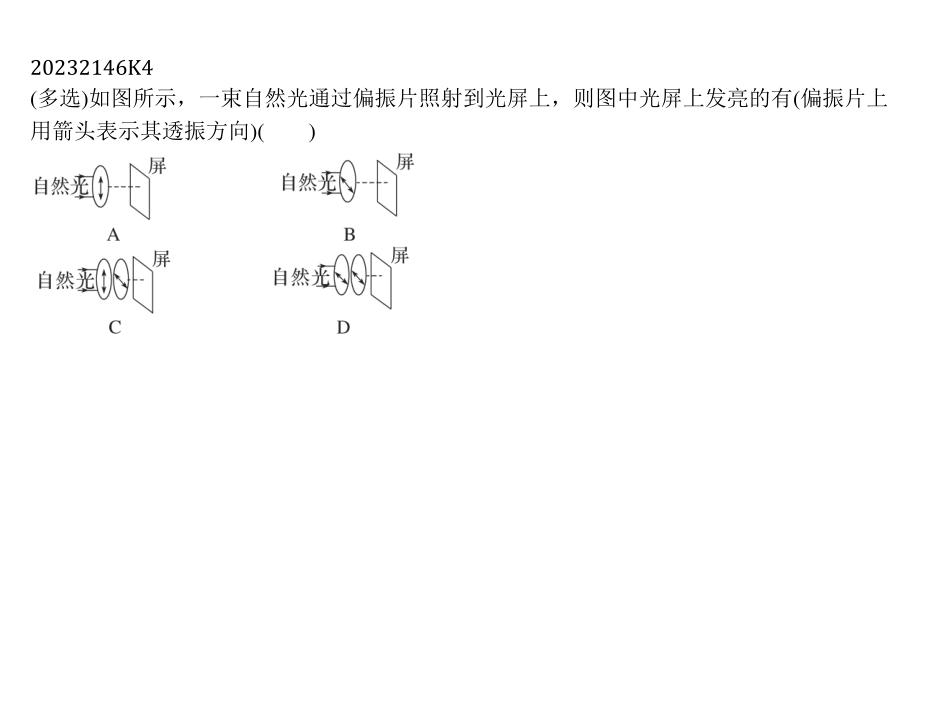 20232146K4
(多选)如图所示，一束自然光通过偏振片照射到光屏上，则图中光屏上发亮的有(偏振片上
用箭头表示其透振方向)(　　)
屏
自然光
A
屏
自然光
B
屏
自然光
C
屏
自然光
D